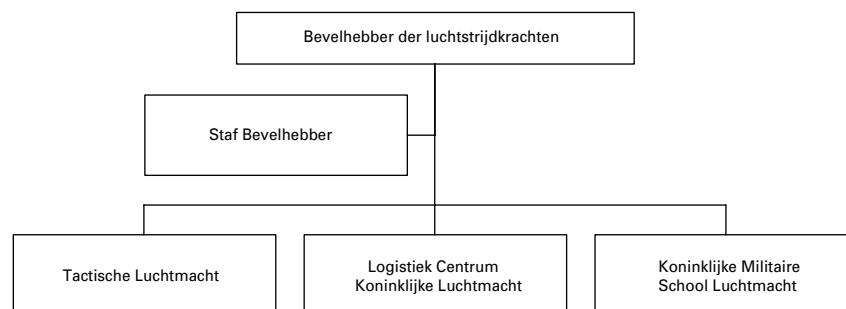 Bevelhebber der luchtstrijdkrachten
Staf Bevelhebber
Tactische Luchtmacht
Logistiek Centrum
Koninklijke Luchtmacht
Koninklijke Militaire
School Luchtmacht